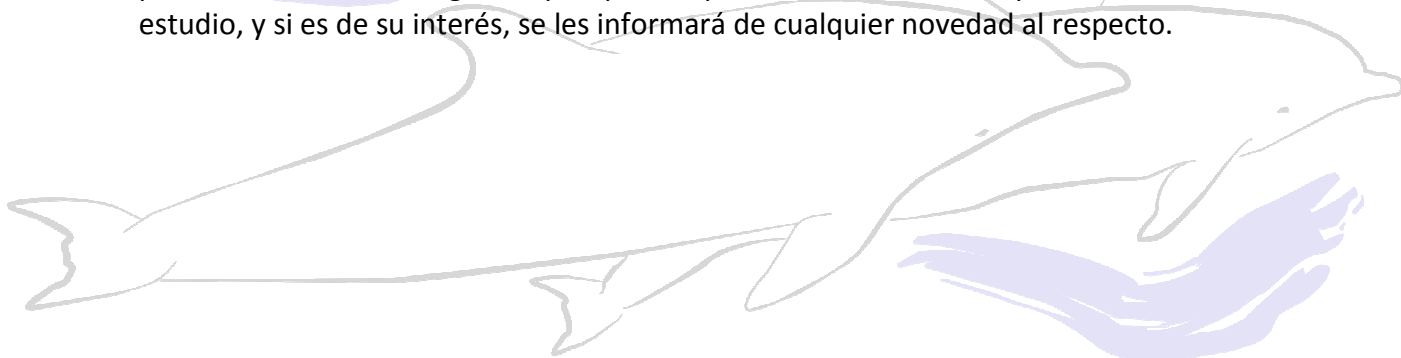 estudio, y si es de su interés, se les informará de cualquier novedad al respecto.